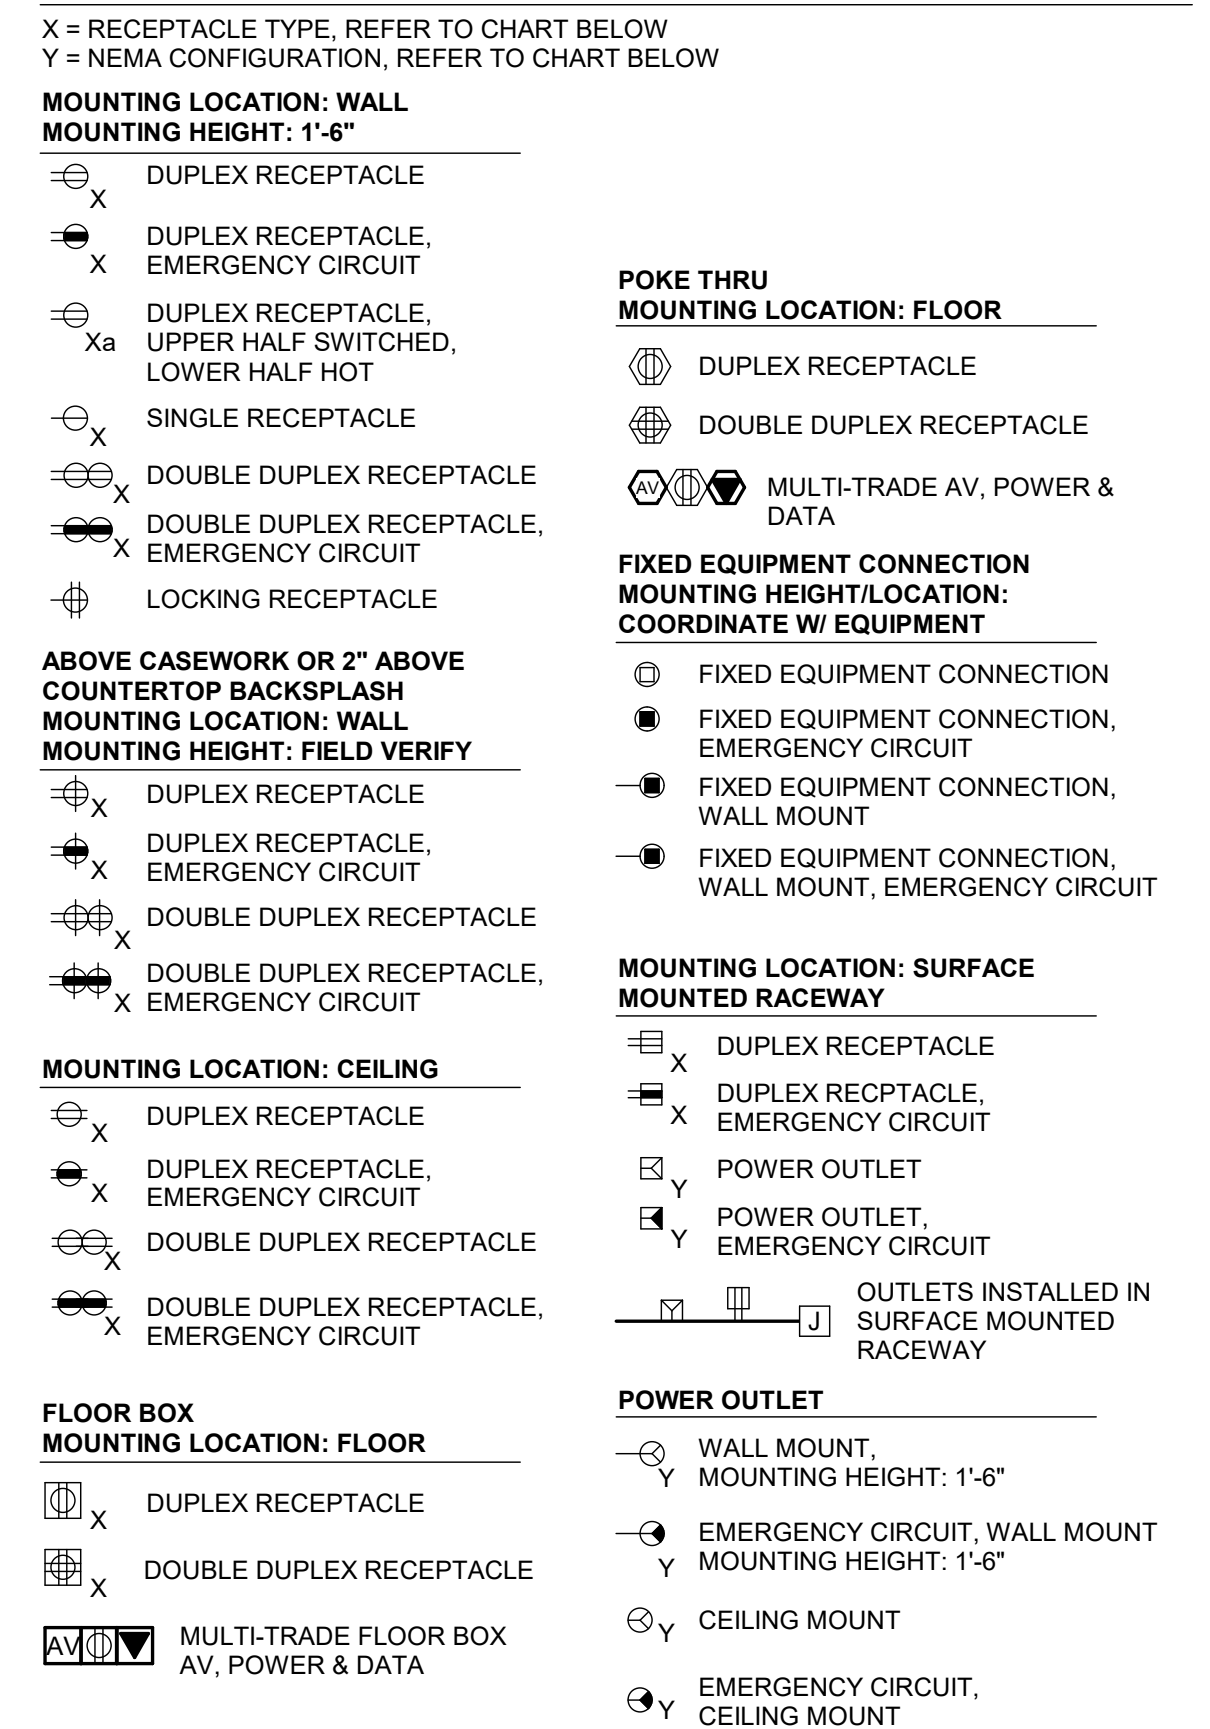 X = RECEPTACLE TYPE, REFER TO CHART BELOW
Y = NEMA CONFIGURATION, REFER TO CHART BELOW
MOUNTING LOCATION: WALL
MOUNTING HEIGHT: 1'-6"
X DUPLEX RECEPTACLE
X DUPLEX RECEPTACLE,
EMERGENCY CIRCUIT
Xa DUPLEX RECEPTACLE,
UPPER HALF SWITCHED,
LOWER HALF HOT
X SINGLE RECEPTACLE
X DOUBLE DUPLEX RECEPTACLE
X DOUBLE DUPLEX RECEPTACLE,
EMERGENCY CIRCUIT
LOCKING RECEPTACLE
ABOVE CASEWORK OR 2" ABOVE
COUNTERTOP BACKSPLASH
MOUNTING LOCATION: WALL
MOUNTING HEIGHT: FIELD VERIFY
X DUPLEX RECEPTACLE
X DUPLEX RECEPTACLE,
EMERGENCY CIRCUIT
X DOUBLE DUPLEX RECEPTACLE
X DOUBLE DUPLEX RECEPTACLE,
EMERGENCY CIRCUIT
MOUNTING LOCATION: CEILING
X DUPLEX RECEPTACLE
X DUPLEX RECEPTACLE,
EMERGENCY CIRCUIT
X DOUBLE DUPLEX RECEPTACLE
X DOUBLE DUPLEX RECEPTACLE,
EMERGENCY CIRCUIT
FLOOR BOX
MOUNTING LOCATION: FLOOR
X DUPLEX RECEPTACLE
X DOUBLE DUPLEX RECEPTACLE
AV MULTI-TRADE FLOOR BOX
AV, POWER & DATA
POKE THRU
MOUNTING LOCATION: FLOOR
DUPLEX RECEPTACLE
DOUBLE DUPLEX RECEPTACLE
AV MULTI-TRADE AV, POWER &
DATA
FIXED EQUIPMENT CONNECTION
MOUNTING HEIGHT/LOCATION:
COORDINATE W/ EQUIPMENT
FIXED EQUIPMENT CONNECTION
FIXED EQUIPMENT CONNECTION,
EMERGENCY CIRCUIT
FIXED EQUIPMENT CONNECTION,
WALL MOUNT
FIXED EQUIPMENT CONNECTION,
WALL MOUNT, EMERGENCY CIRCUIT
MOUNTING LOCATION: SURFACE
MOUNTED RACEWAY
X DUPLEX RECEPTACLE
X DUPLEX RECPTACLE,
EMERGENCY CIRCUIT
Y POWER OUTLET
Y POWER OUTLET,
EMERGENCY CIRCUIT
J OUTLETS INSTALLED IN
SURFACE MOUNTED
RACEWAY
POWER OUTLET
Y WALL MOUNT,
MOUNTING HEIGHT: 1'-6"
Y EMERGENCY CIRCUIT, WALL MOUNT
MOUNTING HEIGHT: 1'-6"
Y CEILING MOUNT
Y EMERGENCY CIRCUIT,
CEILING MOUNT